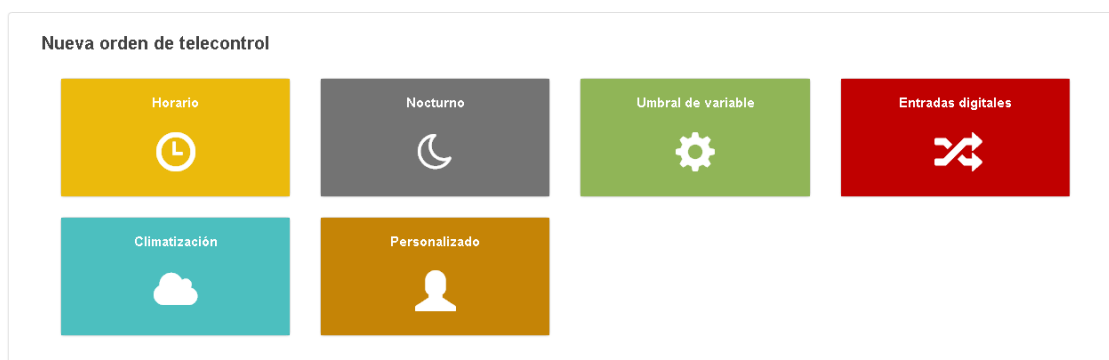 Nueva orden de telecontrol
Horario
Nocturno
Umbral de variable
Entradas digitales
Climatización
Personalizado